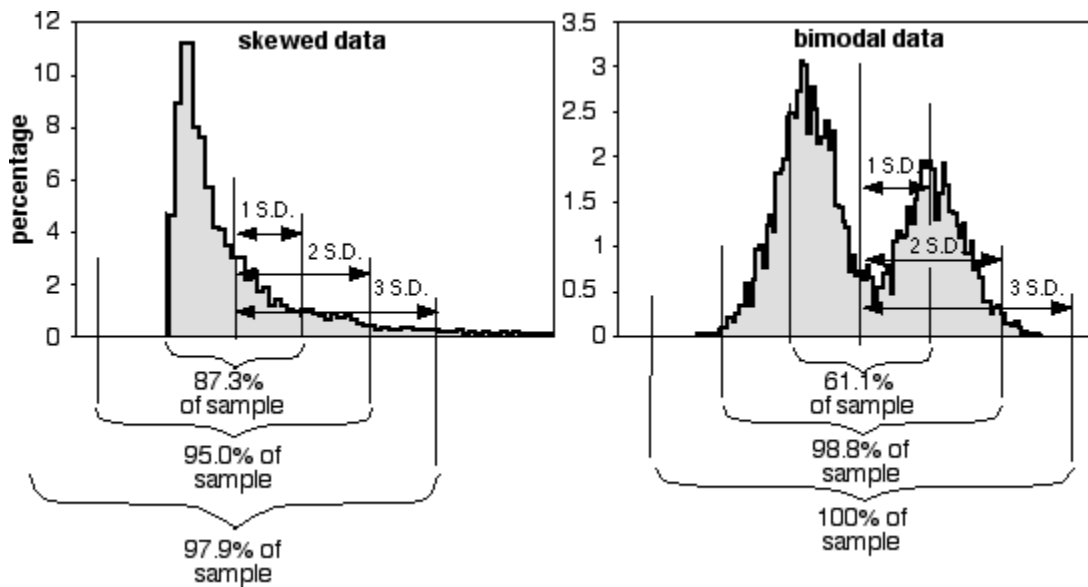 skewed data
percentage
12
10
8
6
4
2
0
1 S.D.
2 S.D.
3 S.D.
87.3%
of sample
95.0% of
sample
97.9% of
sample
bimodal data
3.5
3
2.5
2
1.5
1
0.5
0
1 S.D.
2 S.D.
3 S.D.
61.1%
of sample
98.8% of
sample
100% of
sample